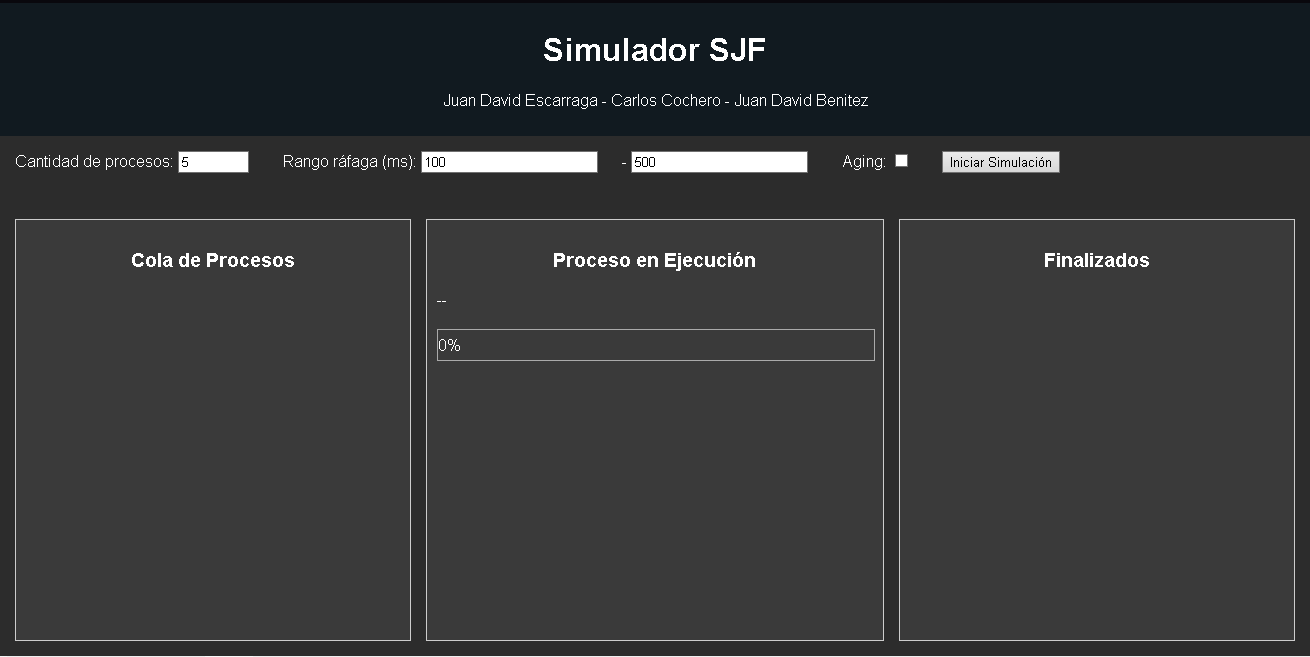 Simulador SJF
Juan David Escarraga - Carlos Cochero - Juan David Benitez
Cantidad de procesos: 5 Rango ráfaga (ms): 100 - 500 Aging: Iniciar Simulación
Cola de Procesos
Proceso en Ejecución
--
0%
Finalizados